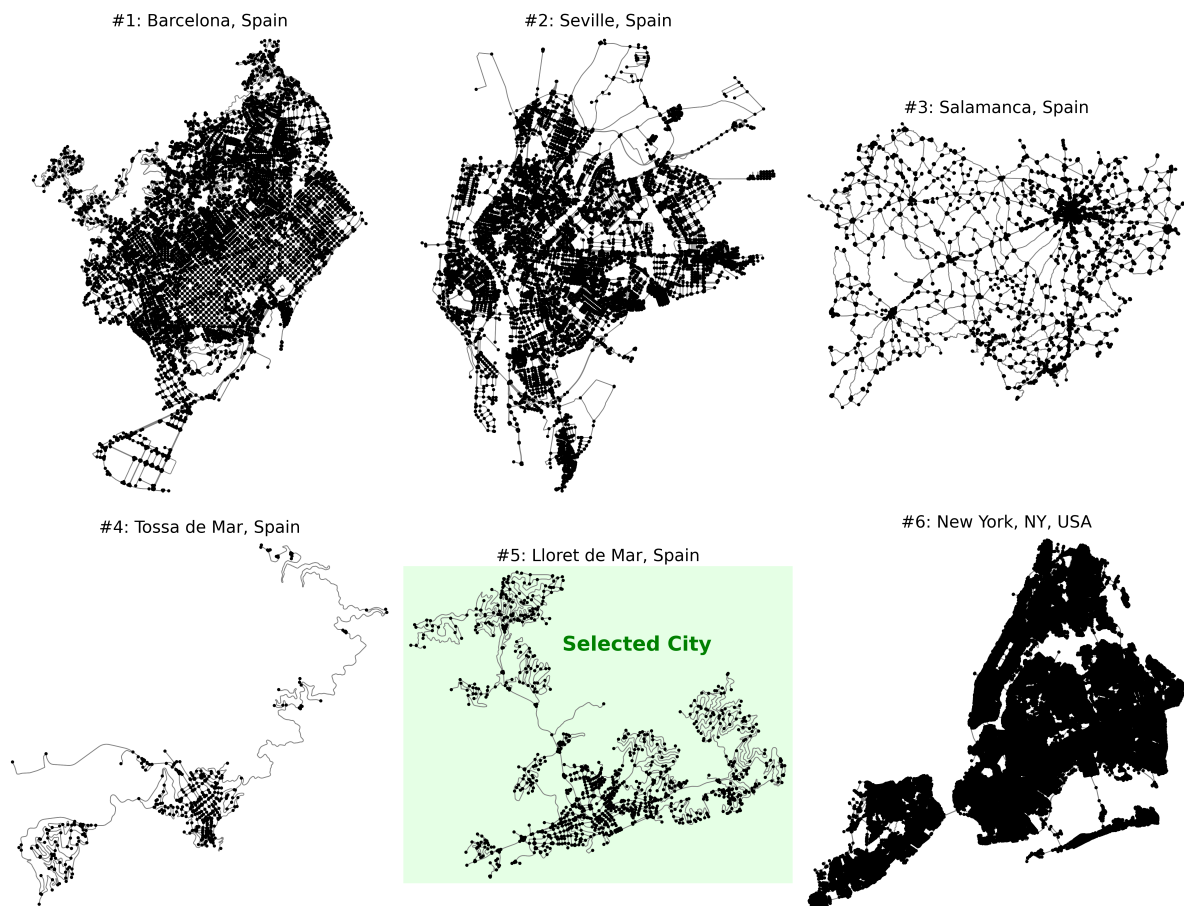 #1: Barcelona, Spain
#2: Seville, Spain
#3: Salamanca, Spain
#4: Tossa de Mar, Spain
#5: Lloret de Mar, Spain
Selected City
#6: New York, NY, USA